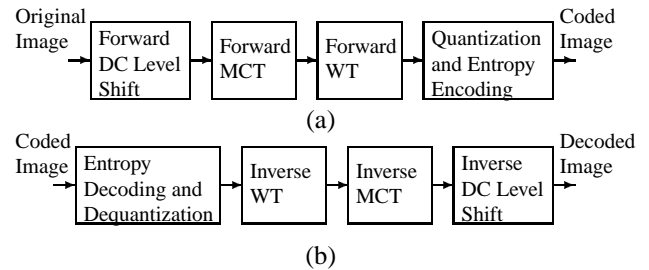 Original
Image
Forward
DC Level
Shift
Forward
MCT
Forward
WT
Quantization
and Entropy
Encoding
Coded
Image
(a)
Coded
Image
Entropy
Decoding and
Dequantization
Inverse
WT
Inverse
MCT
Inverse
DC Level
Shift
Decoded
Image
(b)